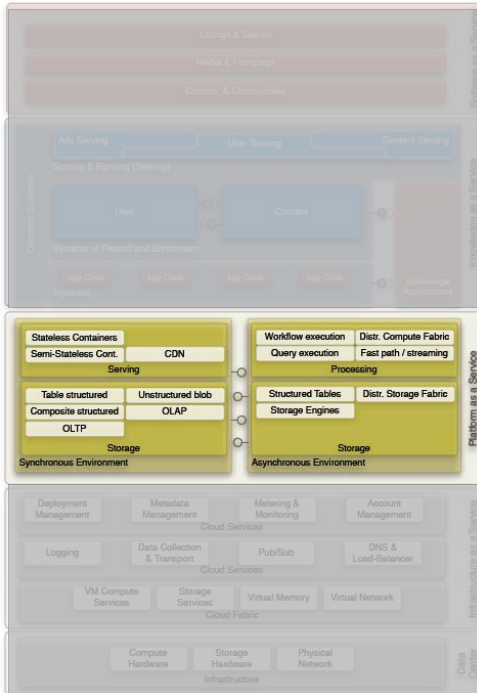 Listings & Search
Media & Frontpage
Comms. & Communities
Software as a Service
Ads Serving
User Serving
Content Serving
Scoring & Ranking (Serving)
User
Content
Systems of Record and Enrichment
App Code
App Code
App Code
App Code
Ingestion
Backstage
Applications
Knowledge as a Service
Stateless Containers
Semi-Stateless Cont.
CDN
Serving
Table structured
Unstructured blob
Composite structured
OLAP
OLTP
Storage
Synchronous Environment
Workflow execution
Distr. Compute Fabric
Query execution
Fast path / streaming
Processing
Structured Tables
Distr. Storage Fabric
Storage Engines
Storage
Asynchronous Environment
Platform as a Service
Deployment
Management
Metadata
Management
Metering &
Monitoring
Account
Management
Cloud Services
Logging
Data Collection
& Transport
Pub/Sub
DNS &
Load-Balancer
Cloud Services
VM Compute
Services
Storage
Services
Virtual Memory
Virtual Network
Cloud Fabric
Infrastructure as a Service
Compute
Hardware
Storage
Hardware
Physical
Network
Infrastructure
Data
Center